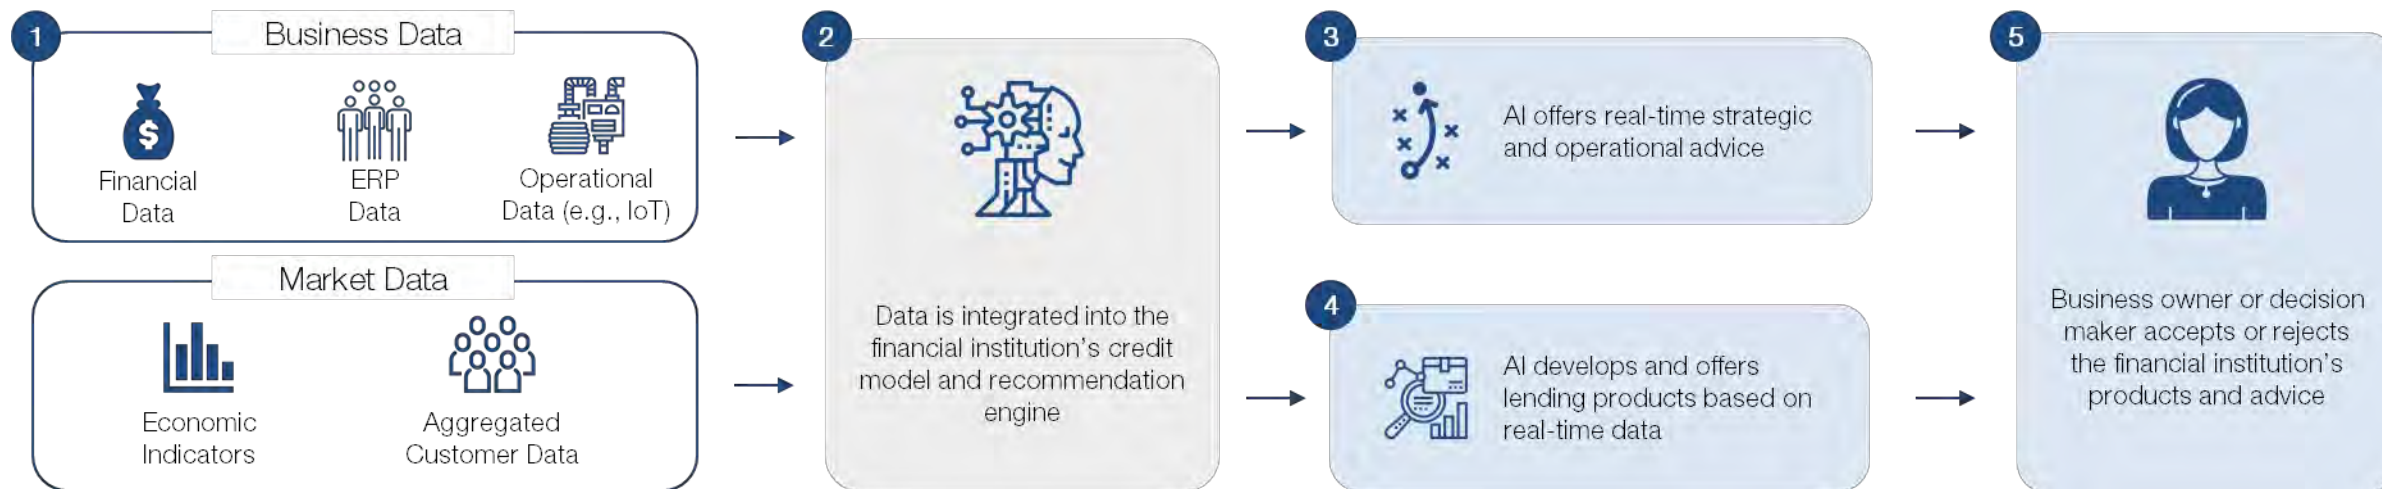 1
Business Data
$
Financial
Data
ERP
Data
Operational
Data (e.g., IoT)
Market Data
Economic
Indicators
Aggregated
Customer Data
2
Data is integrated into the
financial institution's credit
model and recommendation
engine
3
AI offers real-time strategic
and operational advice
4
AI develops and offers
lending products based on
real-time data
5
Business owner or decision
maker accepts or rejects
the financial institution's
products and advice